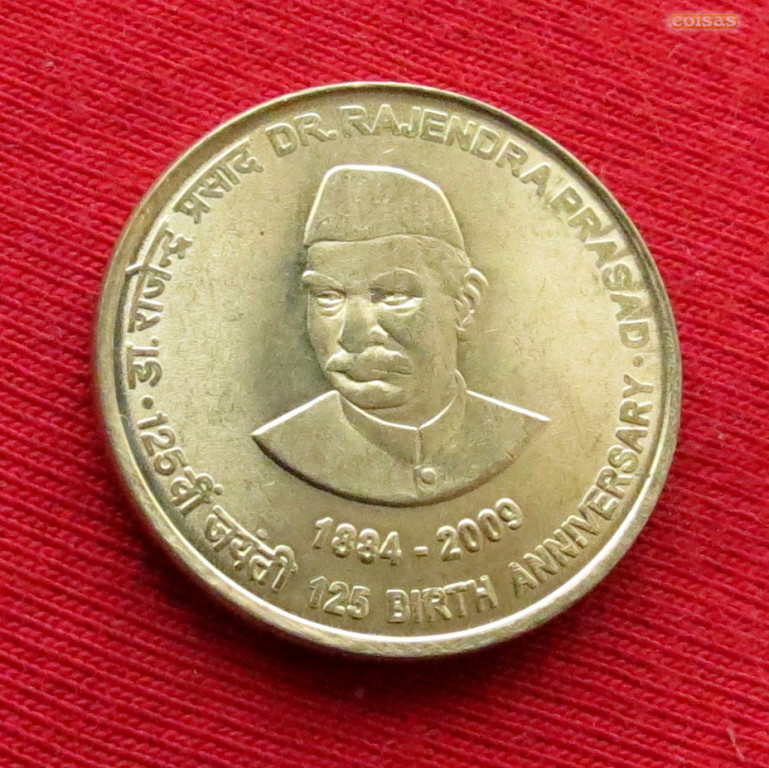 coisas
डा. राजेन्द्र प्रसाद DR. RAJENDRA PRASAD
125वीं जयंती 125 BIRTH ANNIVERSARY
1884 - 2009